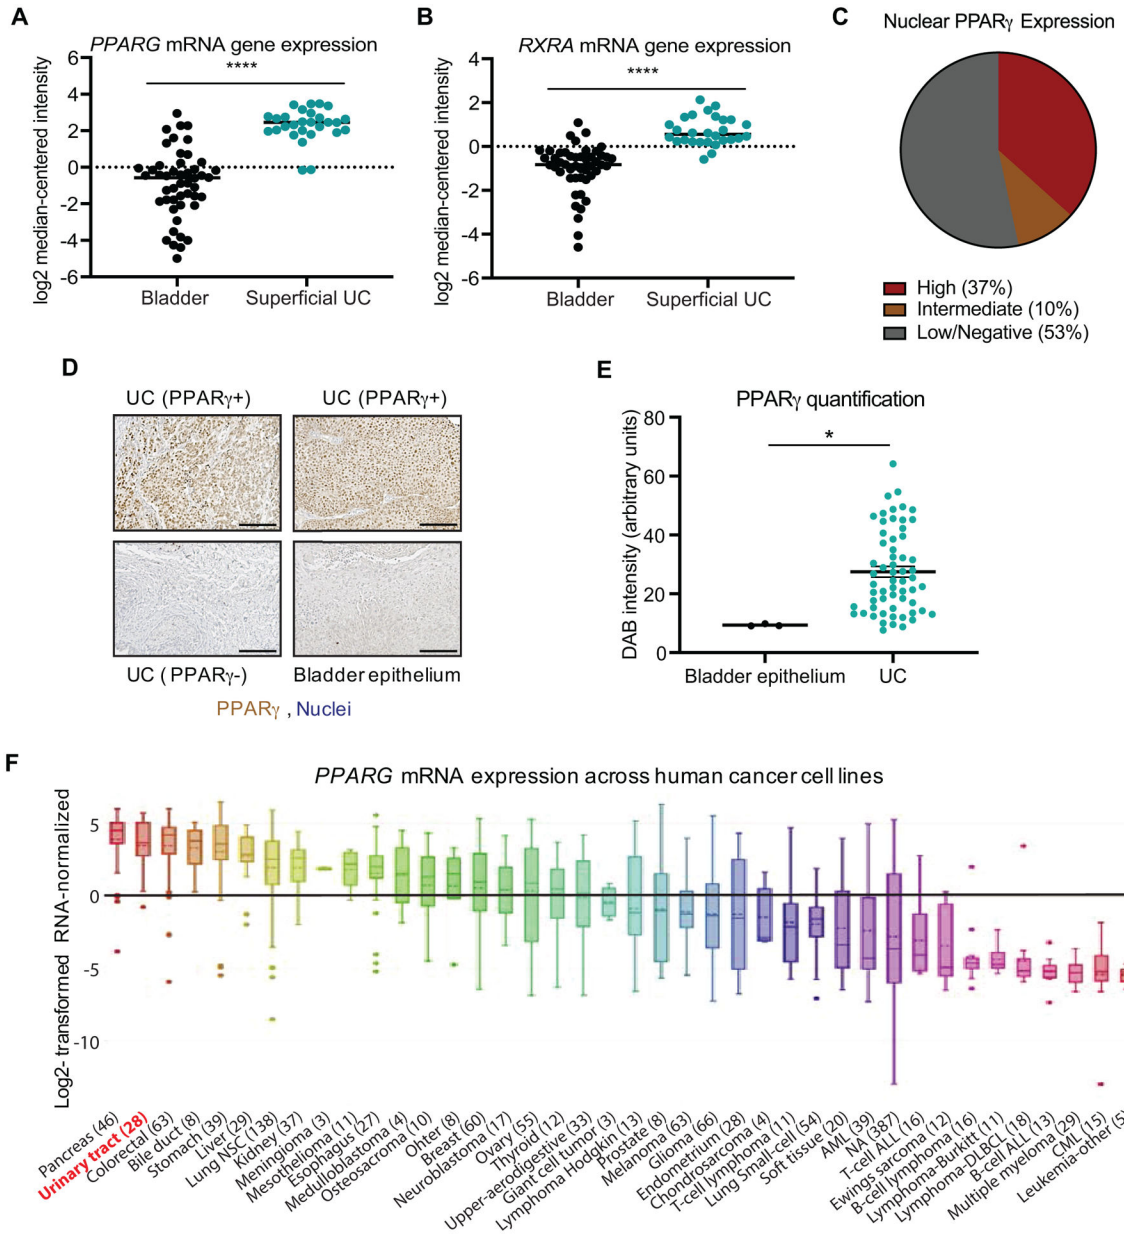 A
PPARG mRNA gene expression
log2 median-centered intensity
6
4
2
0
-2
-4
-6
****
Bladder
Superficial UC
B
RXRA mRNA gene expression
log2 median-centered intensity
4
2
0
-2
-4
-6
****
Bladder
Superficial UC
C
Nuclear PPARγ Expression
High (37%)
Intermediate (10%)
Low/Negative (53%)
D
UC (PPARγ+)
UC (PPARγ+)
UC ( PPARγ-)
Bladder epithelium
PPARγ , Nuclei
E
PPARγ quantification
DAB intensity (arbitrary units)
80
60
40
20
0
*
Bladder epithelium
UC
F
PPARG mRNA expression across human cancer cell lines
Log2- transformed RNA-normalized
5
0
-5
-10
Pancreas (46)
Urinary tract (28)
Colorectal (63)
Bile duct (8)
Stomach (39)
Liver (29)
Lung NSC (138)
Kidney (37)
Meningioma (3)
Mesothelioma (11)
Esophagus (27)
Medulloblastoma (4)
Osteosacroma (10)
Ohter (8)
Breast (60)
Neuroblastoma (17)
Ovary (55)
Thyroid (12)
Upper-aerodigestive (33)
Giant cell tumor (3)
Lymphoma Hodgkin (13)
Prostate (8)
Melanoma (63)
Glioma (66)
Endometrium (28)
Chondrosarcoma (4)
T-cell lymphoma (11)
Lung Small-cell (54)
Soft tissue (20)
AML (39)
N/A (387)
T-cell ALL (16)
Ewings sarcoma (12)
B-cell lymphoma (16)
Lymphoma-Burkitt (11)
Lymphoma-DLBCL (18)
B-cell ALL (13)
Multiple myeloma (29)
CML (15)
Leukemia-other (5